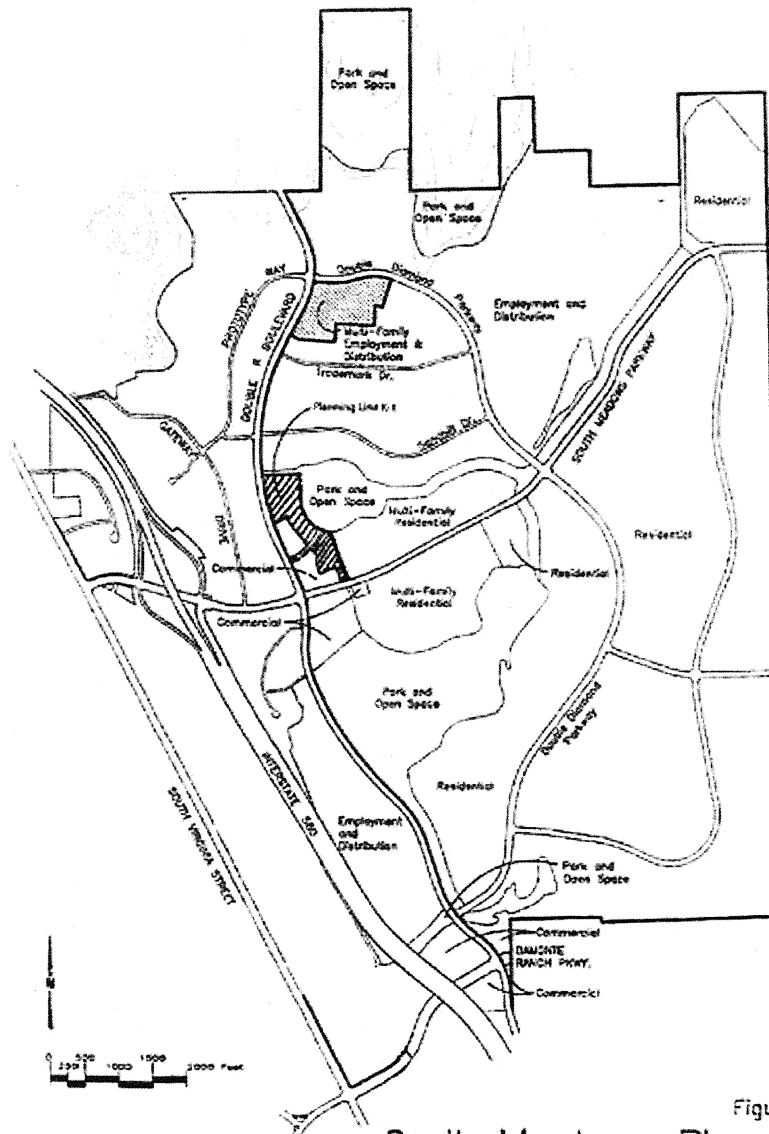 Park and
Open Space
Residential
Park and
Open Space
PROTOTYPE WAY
Double Diamond Parkway
Employment and
Distribution
DOUBLE R BOULEVARD
Multi-Family
Employment &
Distribution
Trademark Dr.
SOUTH MEADOWS PARKWAY
Planning Unit
GATEWAY
DRIVE
Park and
Open Space
Multi-Family
Residential
Residential
Commercial
Residential
Multi-Family
Residential
Commercial
Park and
Open Space
Double Diamond
Parkway
INTERSTATE 580
Residential
SOUTH VIRGINIA STREET
Employment
and
Distribution
Park and
Open Space
Commercial
DAMONTE
RANCH PKWY.
Commercial
0 500 1500
250 1000 2000 Feet